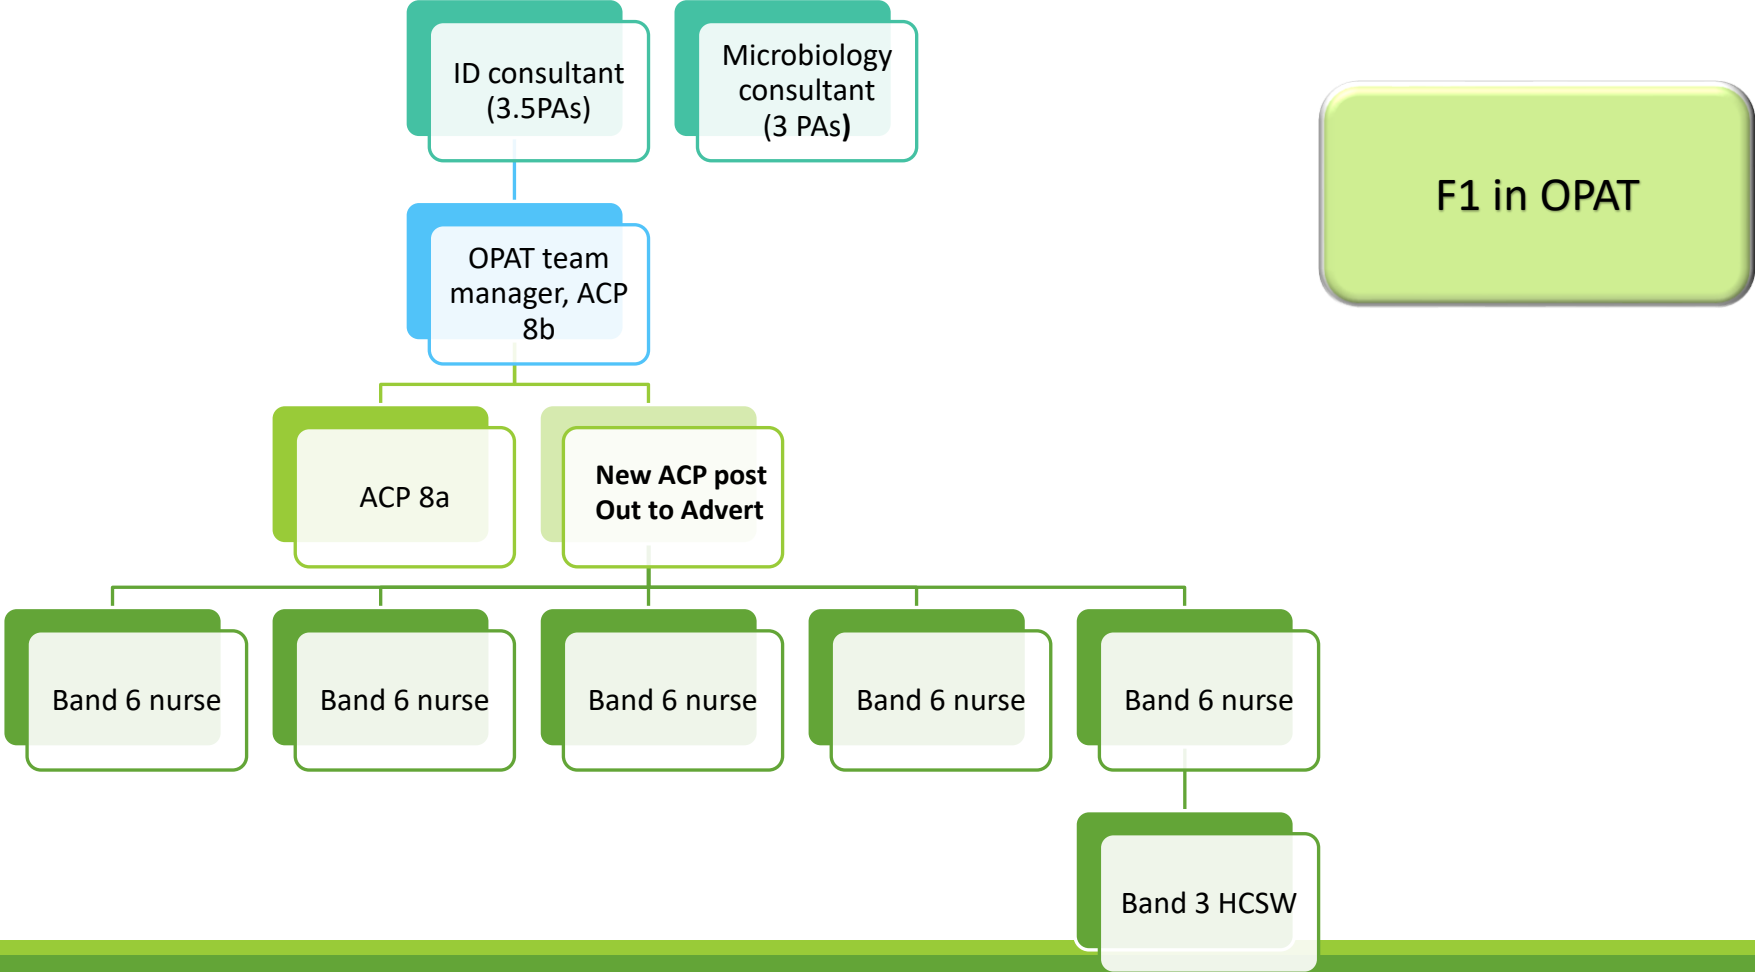 ID consultant
(3.5PAs)
Microbiology
consultant
(3 PAs)
F1 in OPAT
OPAT team
manager, ACP
8b
ACP 8a
New ACP post
Out to Advert
Band 6 nurse
Band 6 nurse
Band 6 nurse
Band 6 nurse
Band 6 nurse
Band 3 HCSW